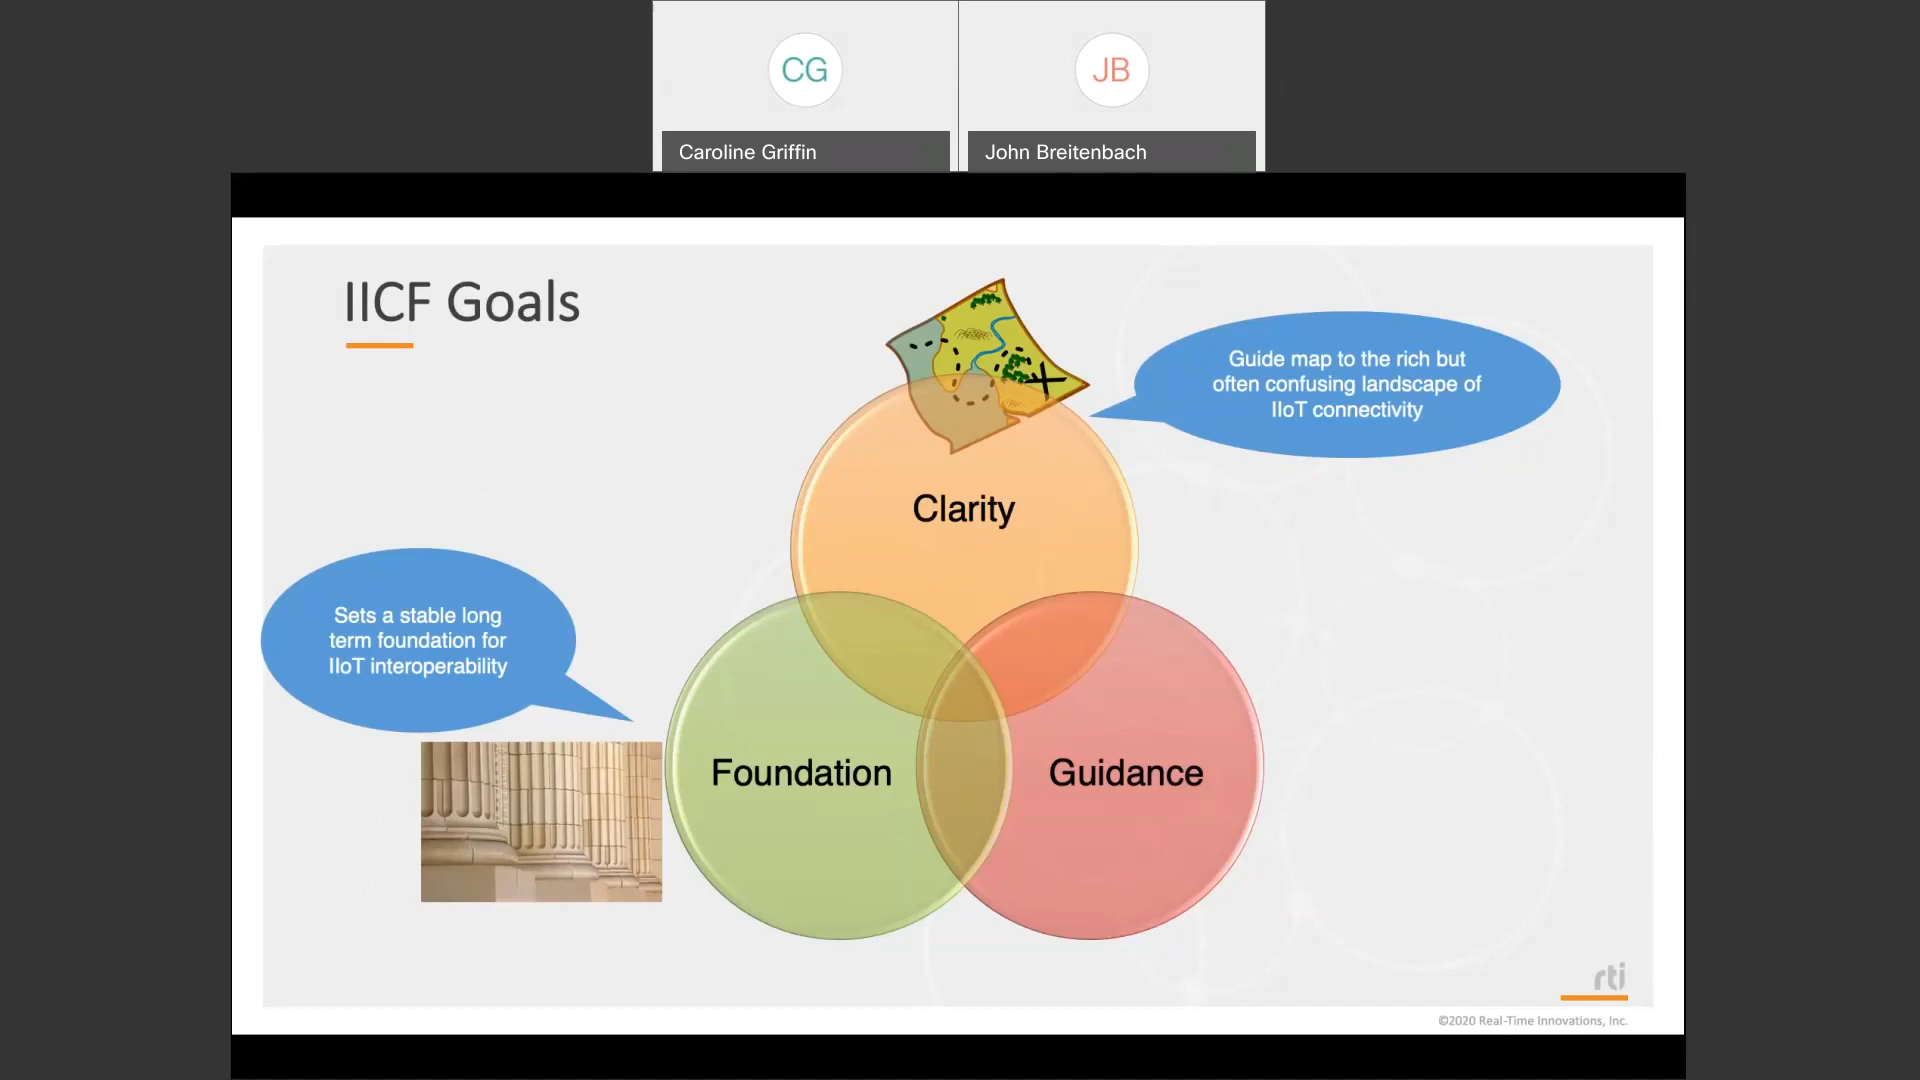 CG
JB
Caroline Griffin
John Breitenbach
IICF Goals
Guide map to the rich but
often confusing landscape of
IIoT connectivity
Clarity
Sets a stable long
term foundation for
IIoT interoperability
Foundation
Guidance
rti
©2020 Real-Time Innovations, Inc.